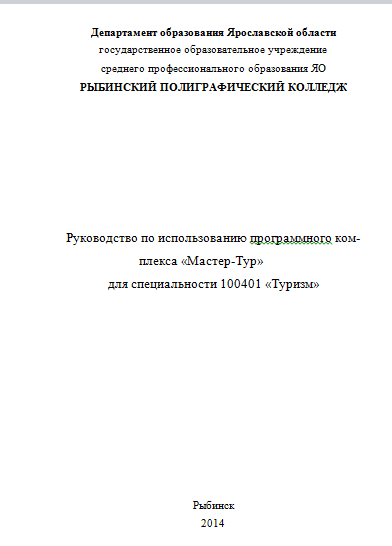 Департамент образования Ярославской области
государственное образовательное учреждение
среднего профессионального образования ЯО
РЫБИНСКИЙ ПОЛИГРАФИЧЕСКИЙ КОЛЛЕДЖ
Руководство по использованию программного ком-
плекса «Мастер-Тур»
для специальности 100401 «Туризм»
Рыбинск
2014